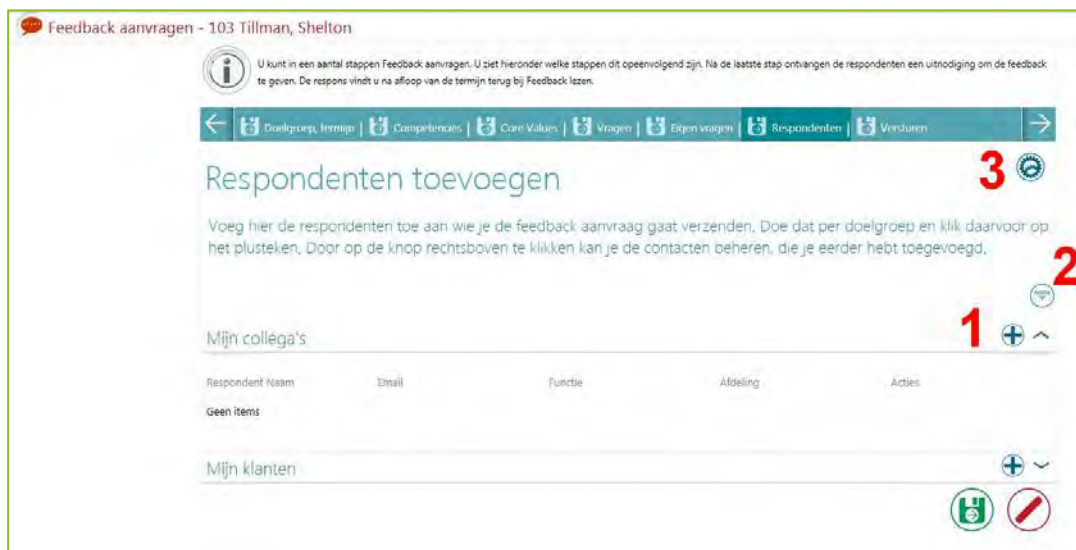 Feedback aanvragen - 103 Tillman, Shelton
U kunt in een aantal stappen Feedback aanvragen. U ziet hieronder welke stappen dit opeenvolgend zijn. Na de laatste stap ontvangen de respondenten een uitnodiging om de feedback
te geven. De respons vindt u na afloop van de termijn terug bij Feedback lezen.
Doelgroep, termijn | Competencies | Core Values | Vragen | Eigen vragen | Respondenten | Versturen
Respondenten toevoegen
3
Voeg hier de respondenten toe aan wie je de feedback aanvraag gaat verzenden. Doe dat per doelgroep en klik daarvoor op
het plusteken. Door op de knop rechtsboven te klikken kan je de contacten beheren, die je eerder hebt toegevoegd.
2
Mijn collega's
1
Respondent Naam Email Functie Afdeling Acties
Geen items
Mijn klanten